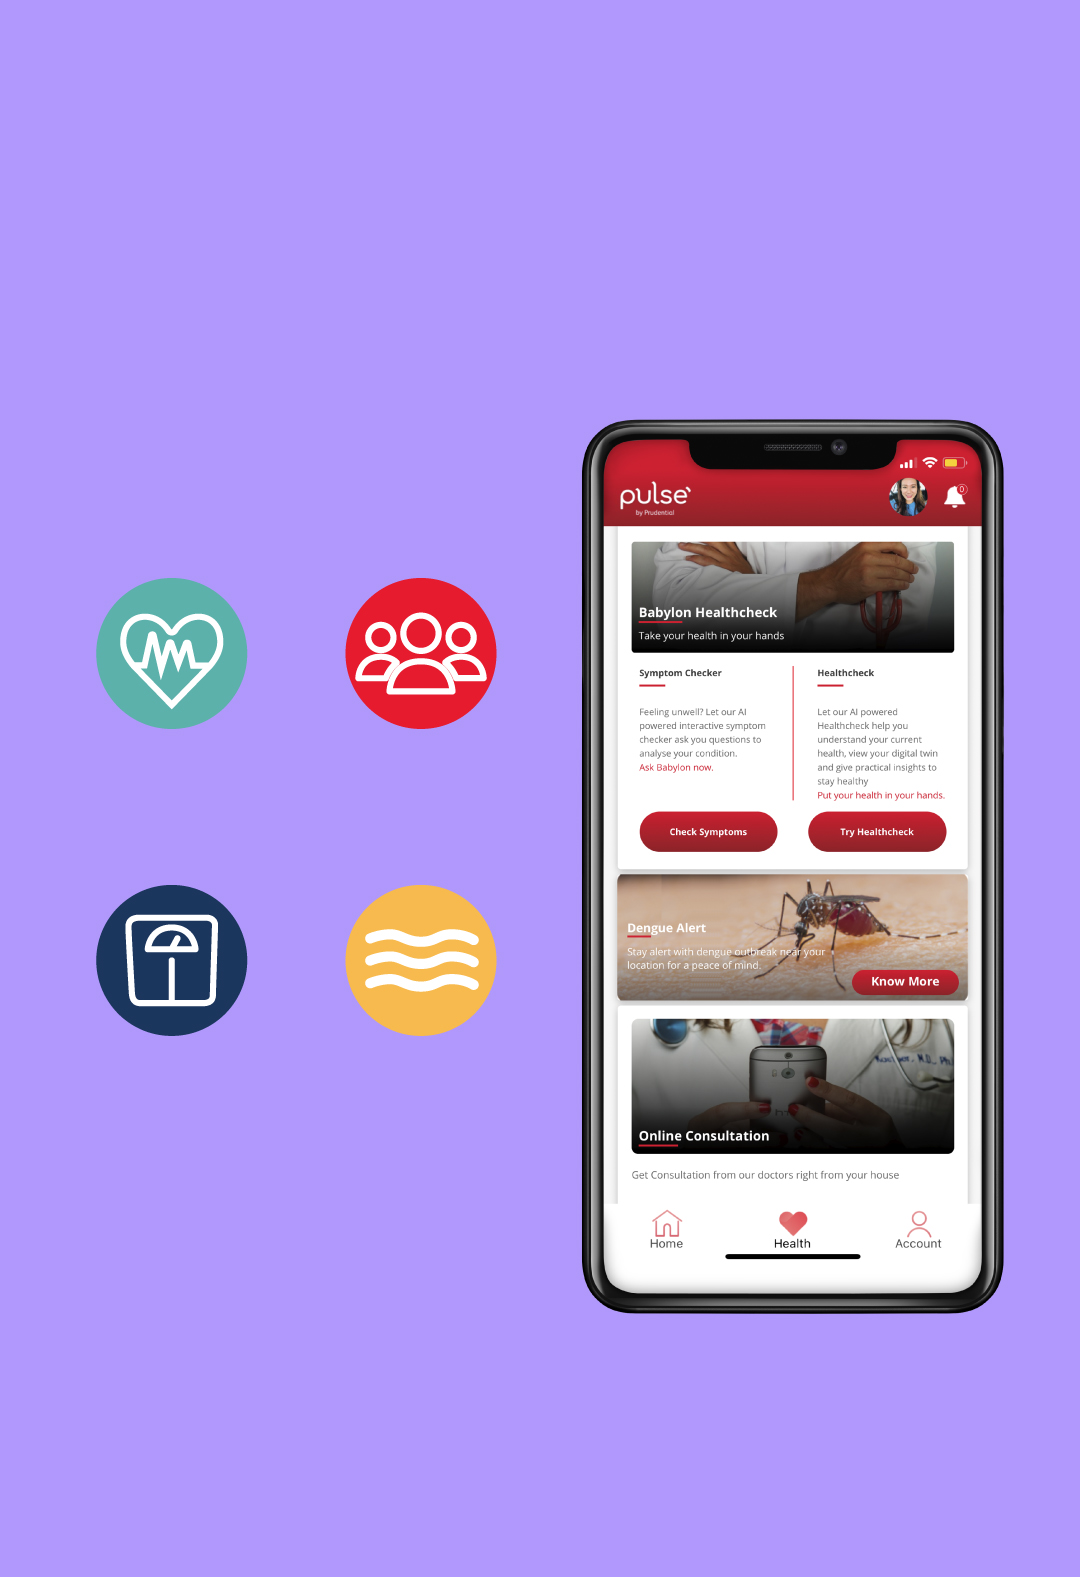 pulse
by Prudential
0
Babylon Healthcheck
Take your health in your hands
Symptom Checker
Feeling unwell? Let our AI
powered interactive symptom
checker ask you questions to
analyse your condition.
Ask Babylon now.
Check Symptoms
Healthcheck
Let our AI powered
Healthcheck help you
understand your current
health, view your digital twin
and give practical insights to
stay healthy
Put your health in your hands.
Try Healthcheck
Dengue Alert
Stay alert with dengue outbreak near your
location for a peace of mind.
Know More
M.D., Ph
Online Consultation
Get Consultation from our doctors right from your house
Home
Health
Account